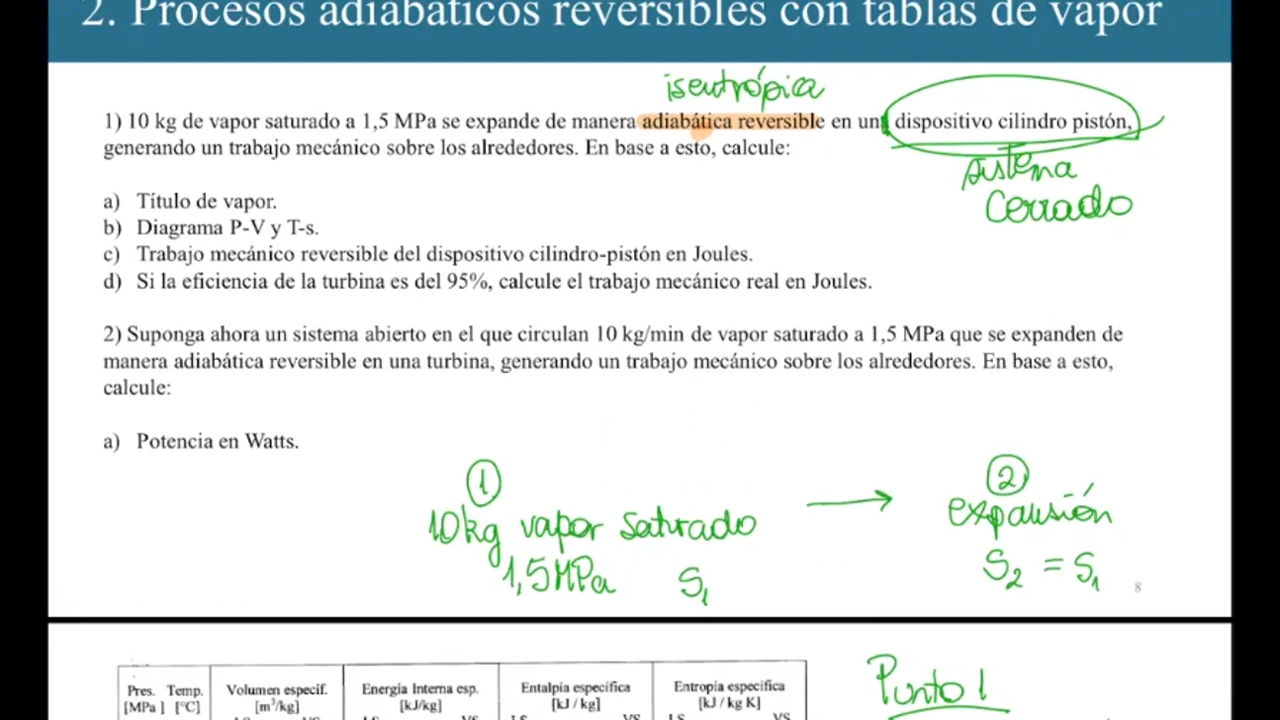 2. Procesos adiabáticos reversibles con tablas de vapor
isentrópica
1) 10 kg de vapor saturado a 1,5 MPa se expande de manera adiabática reversible en un dispositivo cilindro pistón,
generando un trabajo mecánico sobre los alrededores. En base a esto, calcule:
sistema
cerrado
a) Título de vapor.
b) Diagrama P-V y T-s.
c) Trabajo mecánico reversible del dispositivo cilindro-pistón en Joules.
d) Si la eficiencia de la turbina es del 95%, calcule el trabajo mecánico real en Joules.
2) Suponga ahora un sistema abierto en el que circulan 10 kg/min de vapor saturado a 1,5 MPa que se expanden de
manera adiabática reversible en una turbina, generando un trabajo mecánico sobre los alrededores. En base a esto,
calcule:
a) Potencia en Watts.
1 2
10kg vapor saturado → expansión
1,5MPa S1 S2 = S1
8
Pres. Temp. Volumen especif. Energía Interna esp. Entalpía específica Entropía específica
[MPa ] [°C] [m³/kg] [kJ/kg] [kJ / kg] [kJ / kg K]
Punto 1